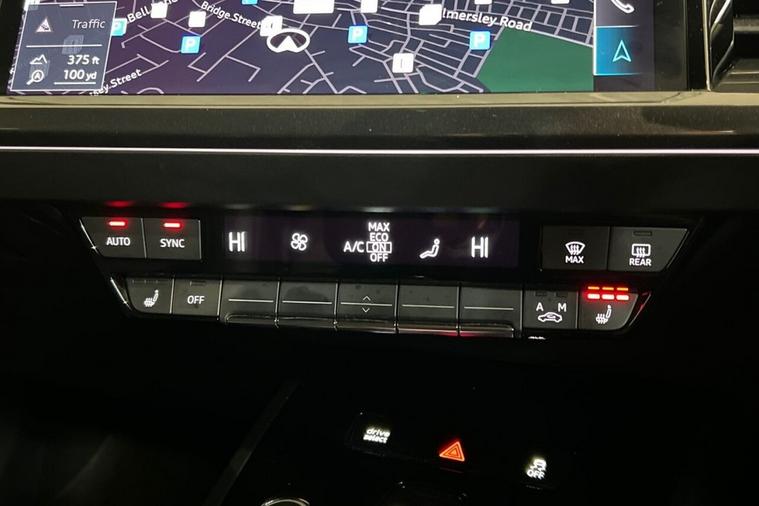 Bell
Bridge Street
lmersley Road
P
P
P
P
Traffic
375 ft
100 yd
sey Street
AUTO
SYNC
HI
A/C
MAX
ECO
ON
OFF
HI
MAX
REAR
OFF
A M
drive
select
OFF